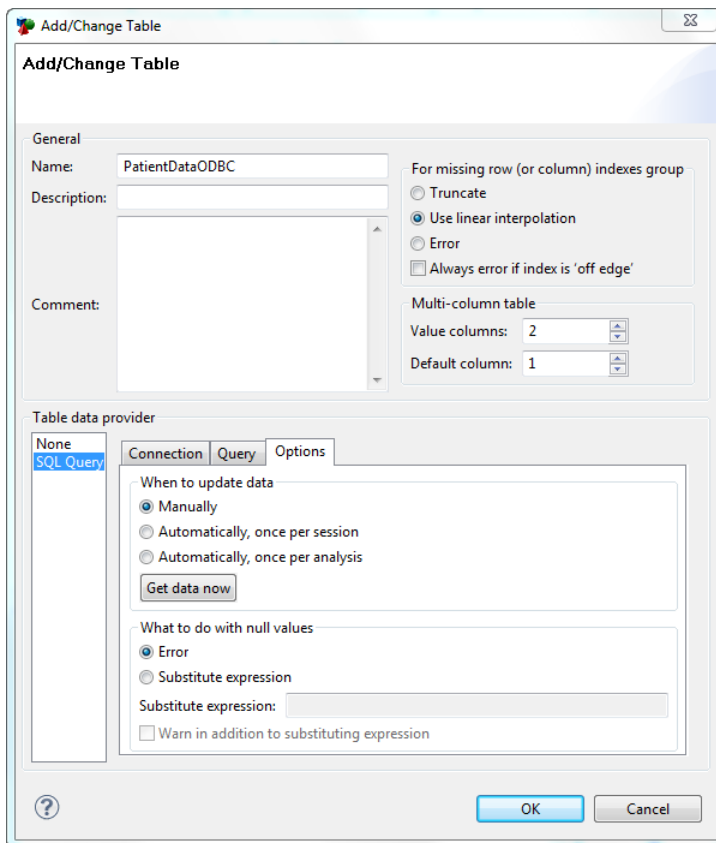 Add/Change Table
Add/Change Table
General
Name: PatientDataODBC
Description:
Comment:
For missing row (or column) indexes group
Truncate
Use linear interpolation
Error
Always error if index is 'off edge'
Multi-column table
Value columns: 2
Default column: 1
Table data provider
None
SQL Query
Connection Query Options
When to update data
Manually
Automatically, once per session
Automatically, once per analysis
Get data now
What to do with null values
Error
Substitute expression
Substitute expression:
Warn in addition to substituting expression
?
OK Cancel